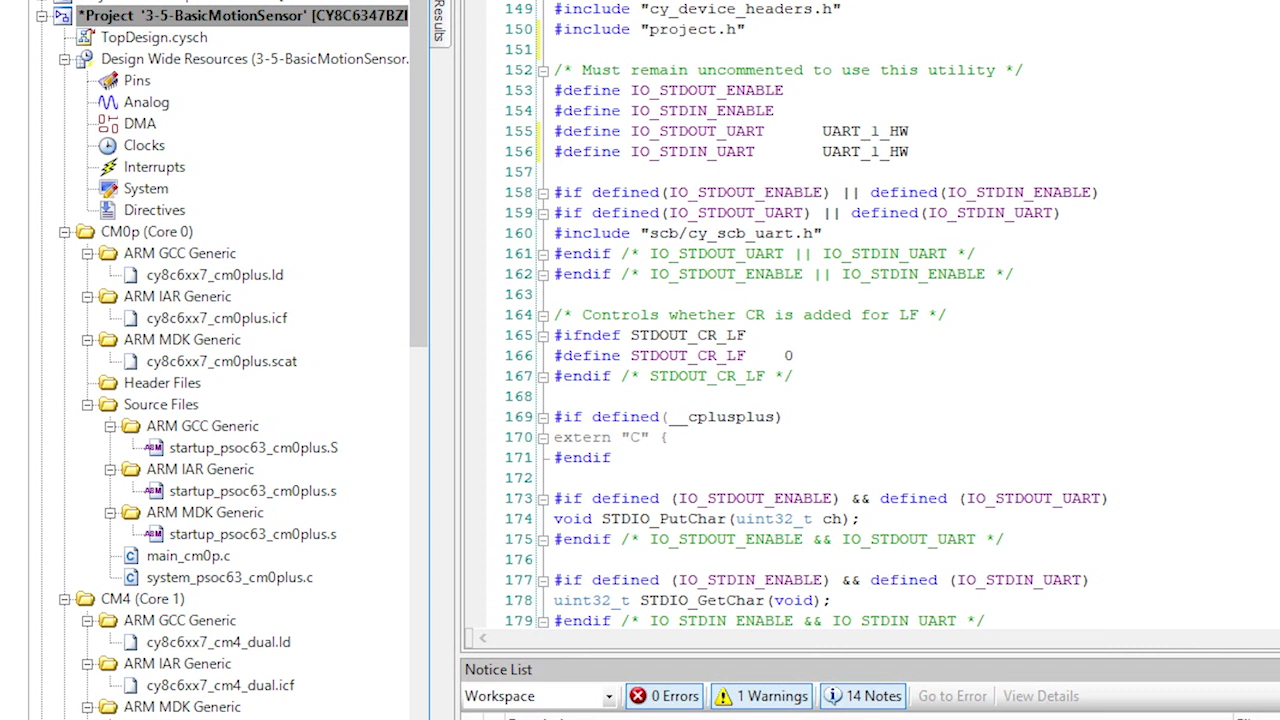 *Project '3-5-BasicMotionSensor' [CY8C6347BZI
TopDesign.cysch
Design Wide Resources (3-5-BasicMotionSensor.
Pins
Analog
DMA
Clocks
Interrupts
System
Directives
CM0p (Core 0)
ARM GCC Generic
cy8c6xx7_cm0plus.ld
ARM IAR Generic
cy8c6xx7_cm0plus.icf
ARM MDK Generic
cy8c6xx7_cm0plus.scat
Header Files
Source Files
ARM GCC Generic
startup_psoc63_cm0plus.S
ARM IAR Generic
startup_psoc63_cm0plus.s
ARM MDK Generic
startup_psoc63_cm0plus.s
main_cm0p.c
system_psoc63_cm0plus.c
CM4 (Core 1)
ARM GCC Generic
cy8c6xx7_cm4_dual.ld
ARM IAR Generic
cy8c6xx7_cm4_dual.icf
ARM MDK Generic
Results
149 #include "cy_device_headers.h"
150 #include "project.h"
151
152 /* Must remain uncommented to use this utility */
153 #define IO_STDOUT_ENABLE
154 #define IO_STDIN_ENABLE
155 #define IO_STDOUT_UART      UART_1_HW
156 #define IO_STDIN_UART       UART_1_HW
157
158 #if defined(IO_STDOUT_ENABLE) || defined(IO_STDIN_ENABLE)
159 #if defined(IO_STDOUT_UART) || defined(IO_STDIN_UART)
160 #include "scb/cy_scb_uart.h"
161 #endif /* IO_STDOUT_UART || IO_STDIN_UART */
162 #endif /* IO_STDOUT_ENABLE || IO_STDIN_ENABLE */
163
164 /* Controls whether CR is added for LF */
165 #ifndef STDOUT_CR_LF
166 #define STDOUT_CR_LF    0
167 #endif /* STDOUT_CR_LF */
168
169 #if defined(__cplusplus)
170 extern "C" {
171 #endif
172
173 #if defined (IO_STDOUT_ENABLE) && defined (IO_STDOUT_UART)
174 void STDIO_PutChar(uint32_t ch);
175 #endif /* IO_STDOUT_ENABLE && IO_STDOUT_UART */
176
177 #if defined (IO_STDIN_ENABLE) && defined (IO_STDIN_UART)
178 uint32_t STDIO_GetChar(void);
179 #endif /* IO_STDIN_ENABLE && IO_STDIN_UART */
Notice List
Workspace 0 Errors 1 Warnings 14 Notes Go to Error View Details